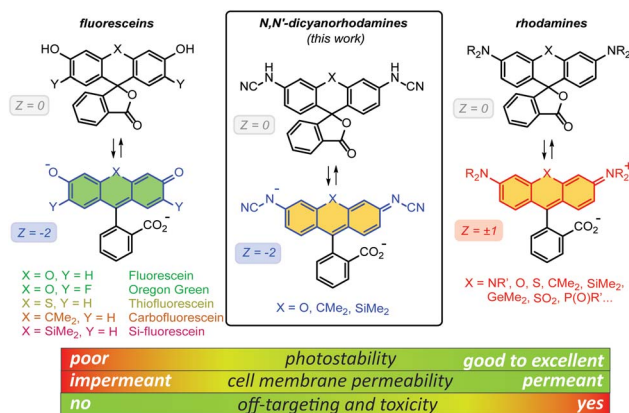 fluoresceins
HO
X
OH
Y
Y
O
O
Z = 0
⁻O
X
O
Y
Y
CO₂⁻
Z = -2
X = O, Y = H Fluorescein
X = O, Y = F Oregon Green
X = S, Y = H Thiofluorescein
X = CMe₂, Y = H Carbofluorescein
X = SiMe₂, Y = H Si-fluorescein
N,N'-dicyanorhodamines
(this work)
H
H
NC
N
X
N
CN
O
O
Z = 0
NC
N⁻
X
N
CN
CO₂⁻
Z = -2
X = O, CMe₂, SiMe₂
rhodamines
R₂N
X
NR₂
O
O
Z = 0
R₂N
X
NR₂⁺
CO₂⁻
Z = ±1
X = NR', O, S, CMe₂, SiMe₂,
GeMe₂, SO₂, P(O)R'...
poor photostability good to excellent
impermeant cell membrane permeability permeant
no off-targeting and toxicity yes